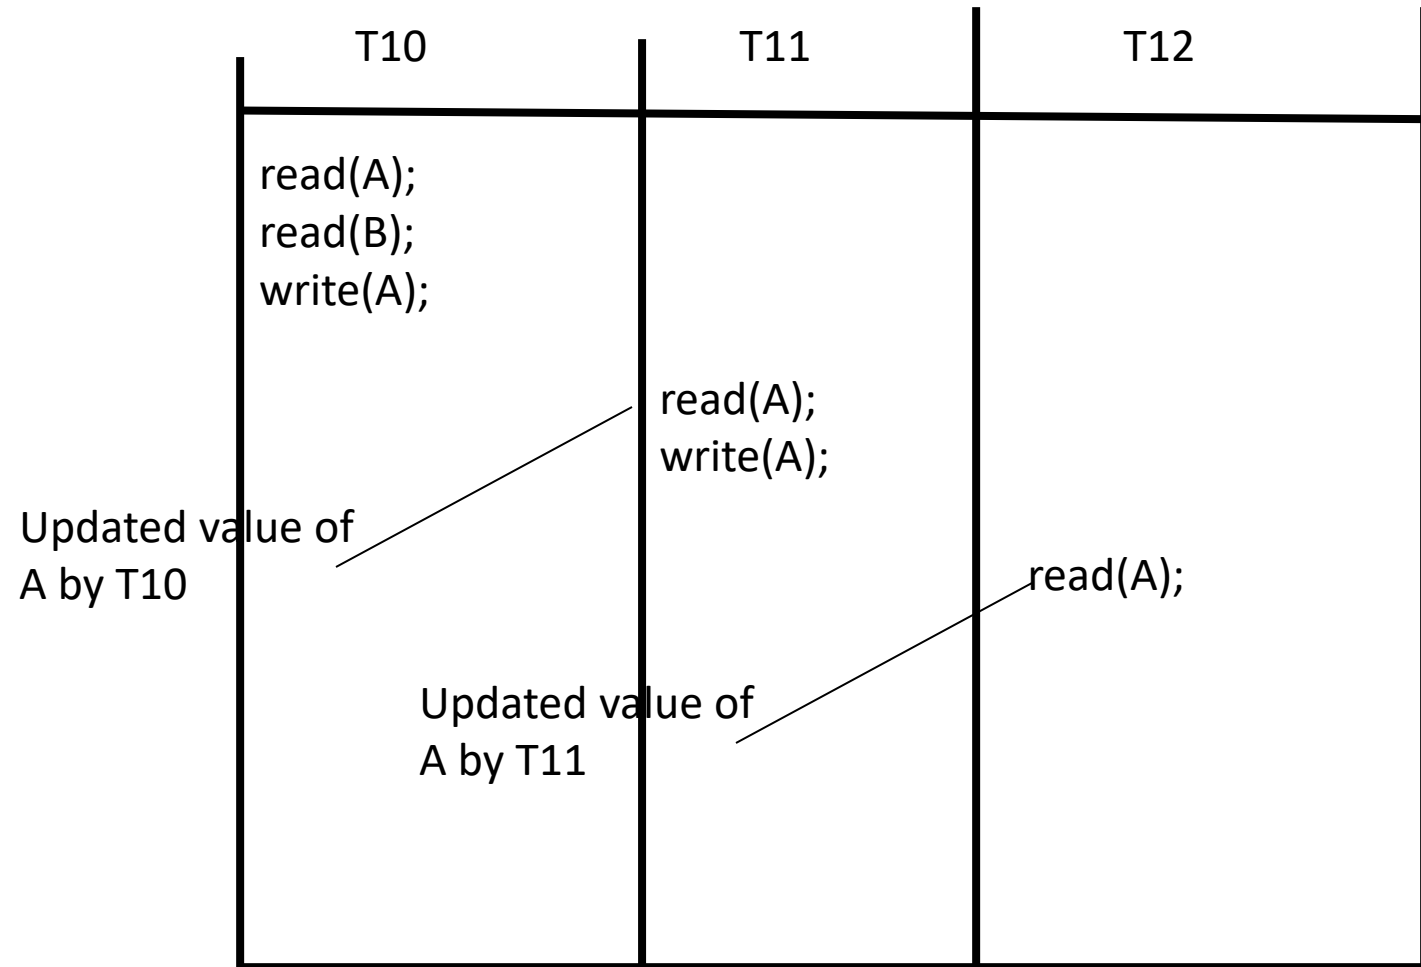 T10
T11
T12
read(A);
read(B);
write(A);
read(A);
write(A);
Updated value of
A by T10
read(A);
Updated value of
A by T11